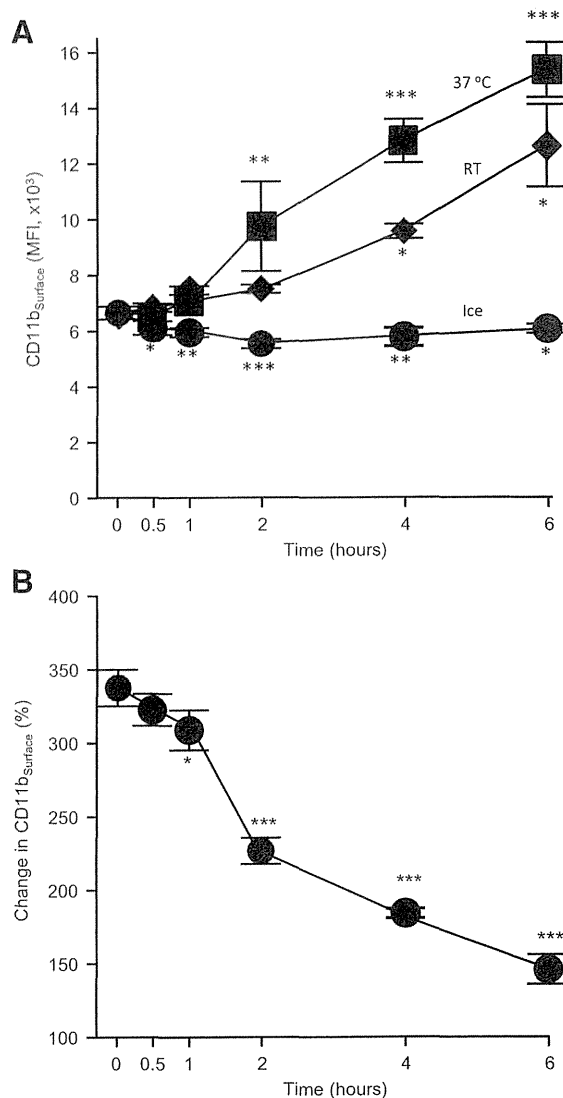 A
***
16
37 ºC
14
***
12
**
RT
10
*
*
8
6
Ice
*
**
***
**
*
4
2
0
CD11bSurface (MFI, x10³)
0 0.5 1 2 4 6
Time (hours)
B
400
350
300
*
250
***
200
***
150
***
100
Change in CD11bSurface (%)
0 0.5 1 2 4 6
Time (hours)